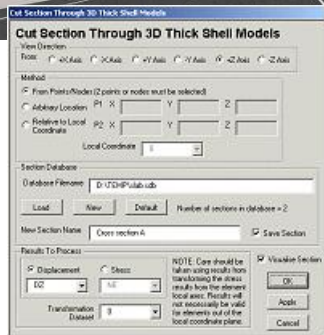 Cut Section Through 3D Thick Shell Models
Cut Section Through 3D Thick Shell Models
View Direction
From: +X Axis -X Axis +Y Axis -Y Axis +Z Axis -Z Axis
Method
From Points/Nodes (2 points or nodes must be selected)
Arbitrary Location P1 X Y Z
Relative to Local Coordinate P2 X Y Z
Local Coordinate
Section Database
Database Filename D:\TEMP\slab.sdb
Load New Default Number of sections in database = 2
New Section Name Cross section A Save Section
Results To Process
Displacement Stress
DZ
Transformation Dataset
NOTE: Care should be
taken using results from
transforming the stress
results from the element
local axes. Results will
not necessarily be valid
for elements out of the
local coordinate plane.
Visualise Section
OK
Apply
Cancel